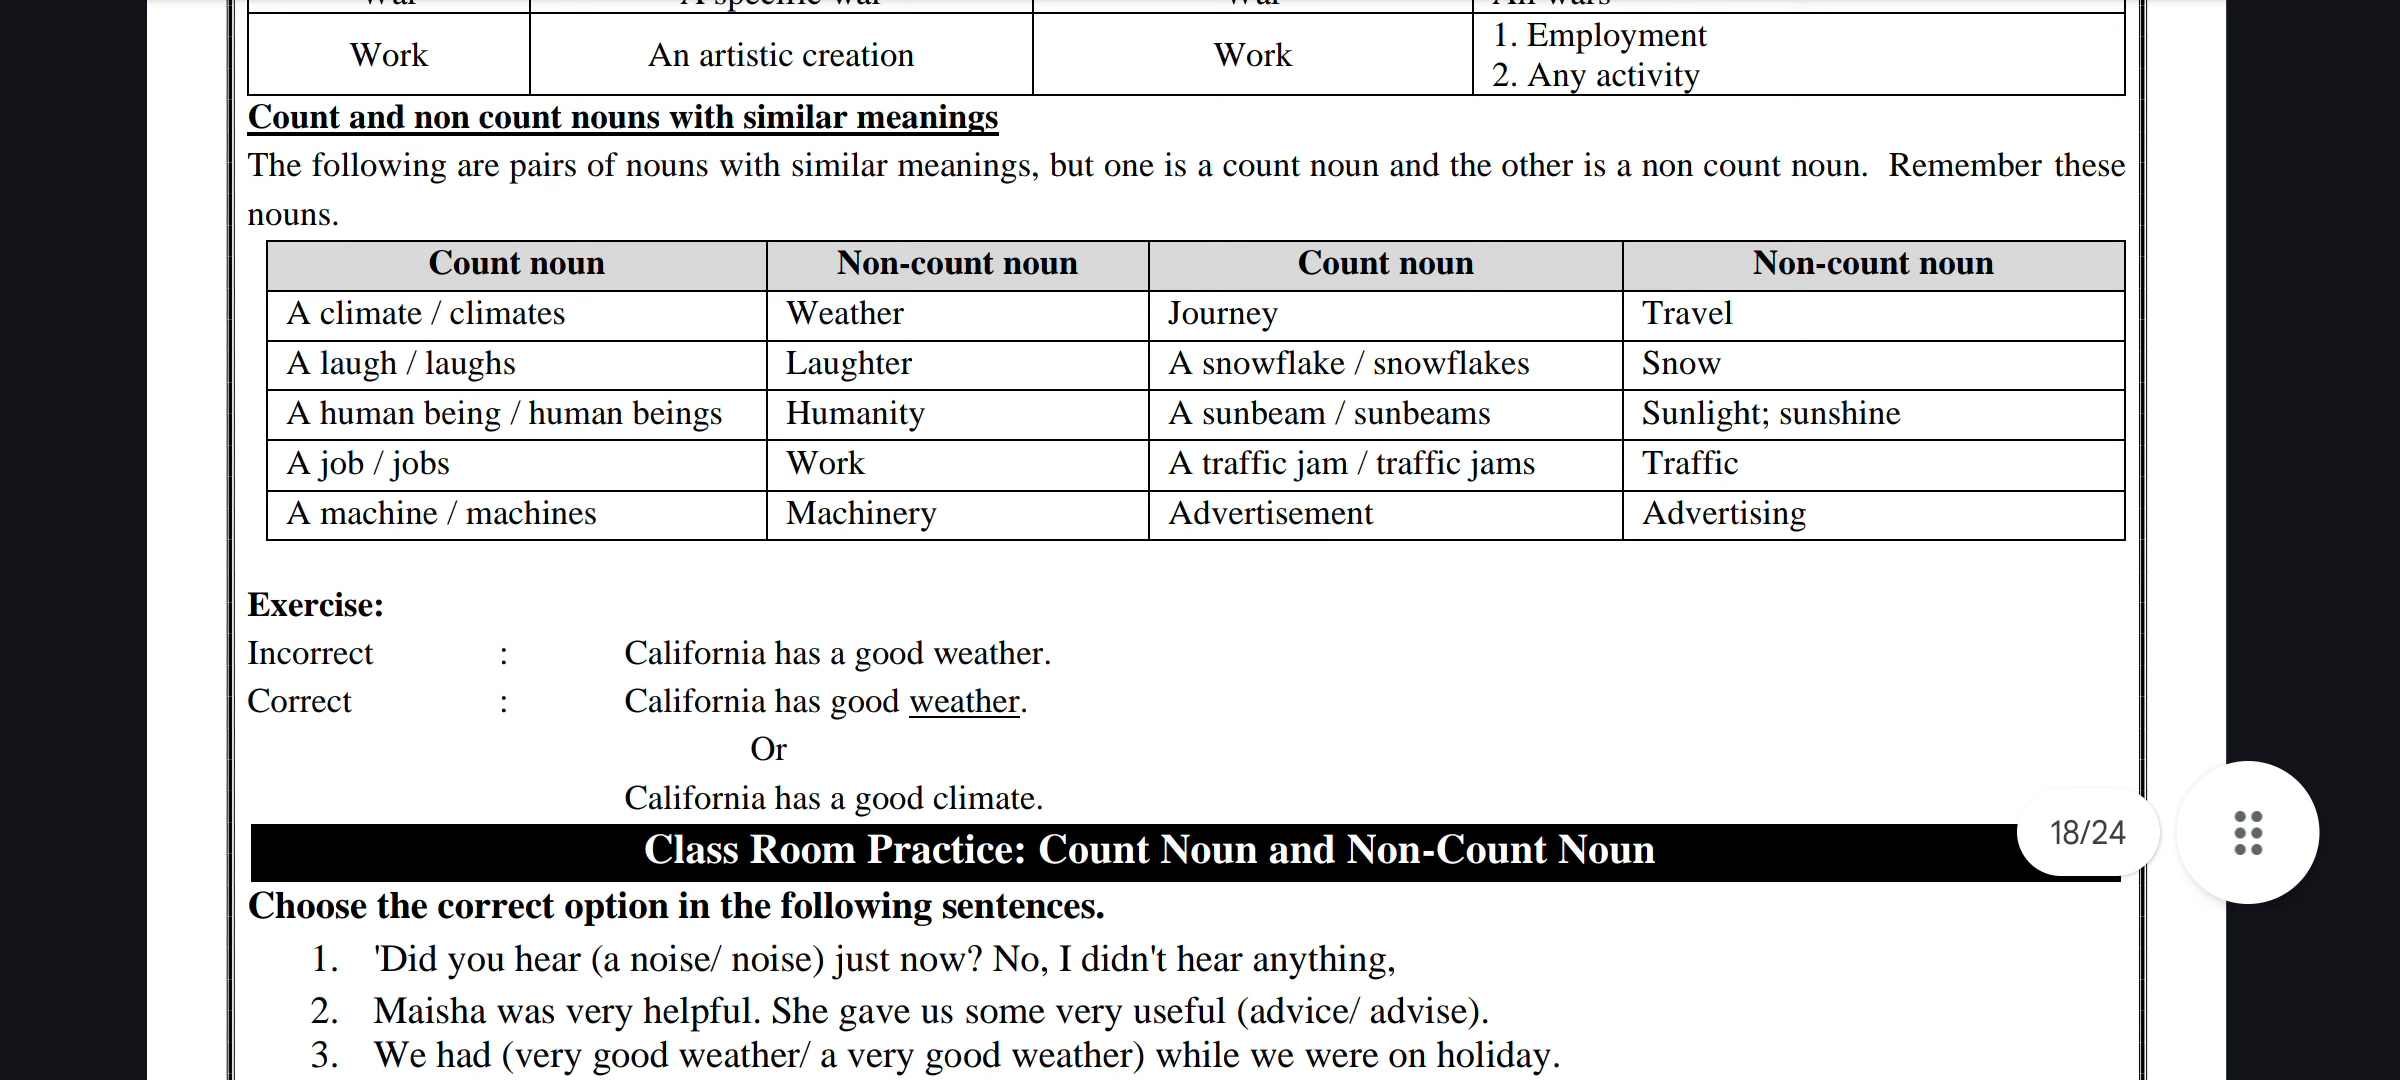 War A specific war War All wars
Work An artistic creation Work 1. Employment
2. Any activity
Count and non count nouns with similar meanings
The following are pairs of nouns with similar meanings, but one is a count noun and the other is a non count noun. Remember these
nouns.
Count noun Non-count noun Count noun Non-count noun
A climate / climates Weather Journey Travel
A laugh / laughs Laughter A snowflake / snowflakes Snow
A human being / human beings Humanity A sunbeam / sunbeams Sunlight; sunshine
A job / jobs Work A traffic jam / traffic jams Traffic
A machine / machines Machinery Advertisement Advertising
Exercise:
Incorrect : California has a good weather.
Correct : California has good weather.
Or
California has a good climate.
18/24
Class Room Practice: Count Noun and Non-Count Noun
Choose the correct option in the following sentences.
1. 'Did you hear (a noise/ noise) just now? No, I didn't hear anything,
2. Maisha was very helpful. She gave us some very useful (advice/ advise).
3. We had (very good weather/ a very good weather) while we were on holiday.